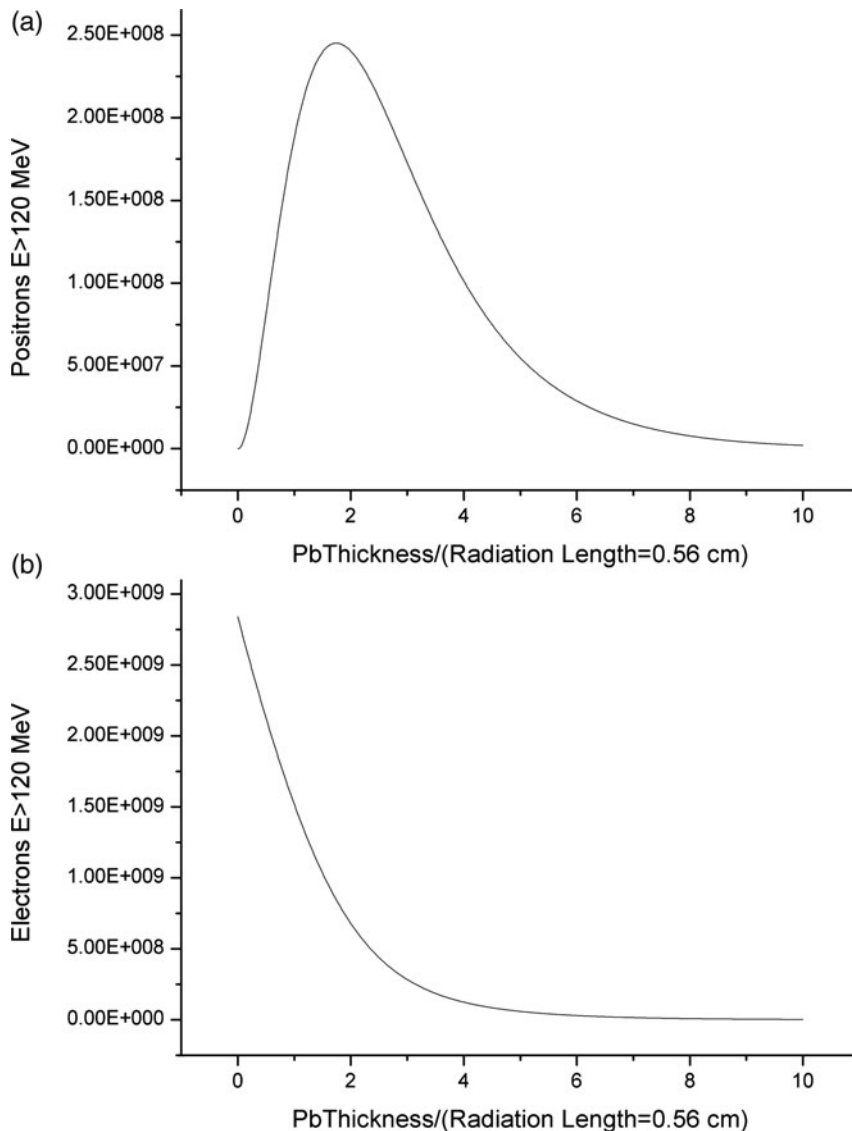 (a)
2.50E+008
2.00E+008
1.50E+008
1.00E+008
5.00E+007
0.00E+000
Positrons E>120 MeV
0 2 4 6 8 10
PbThickness/(Radiation Length=0.56 cm)
(b)
3.00E+009
2.50E+009
2.00E+009
1.50E+009
1.00E+009
5.00E+008
0.00E+000
Electrons E>120 MeV
0 2 4 6 8 10
PbThickness/(Radiation Length=0.56 cm)